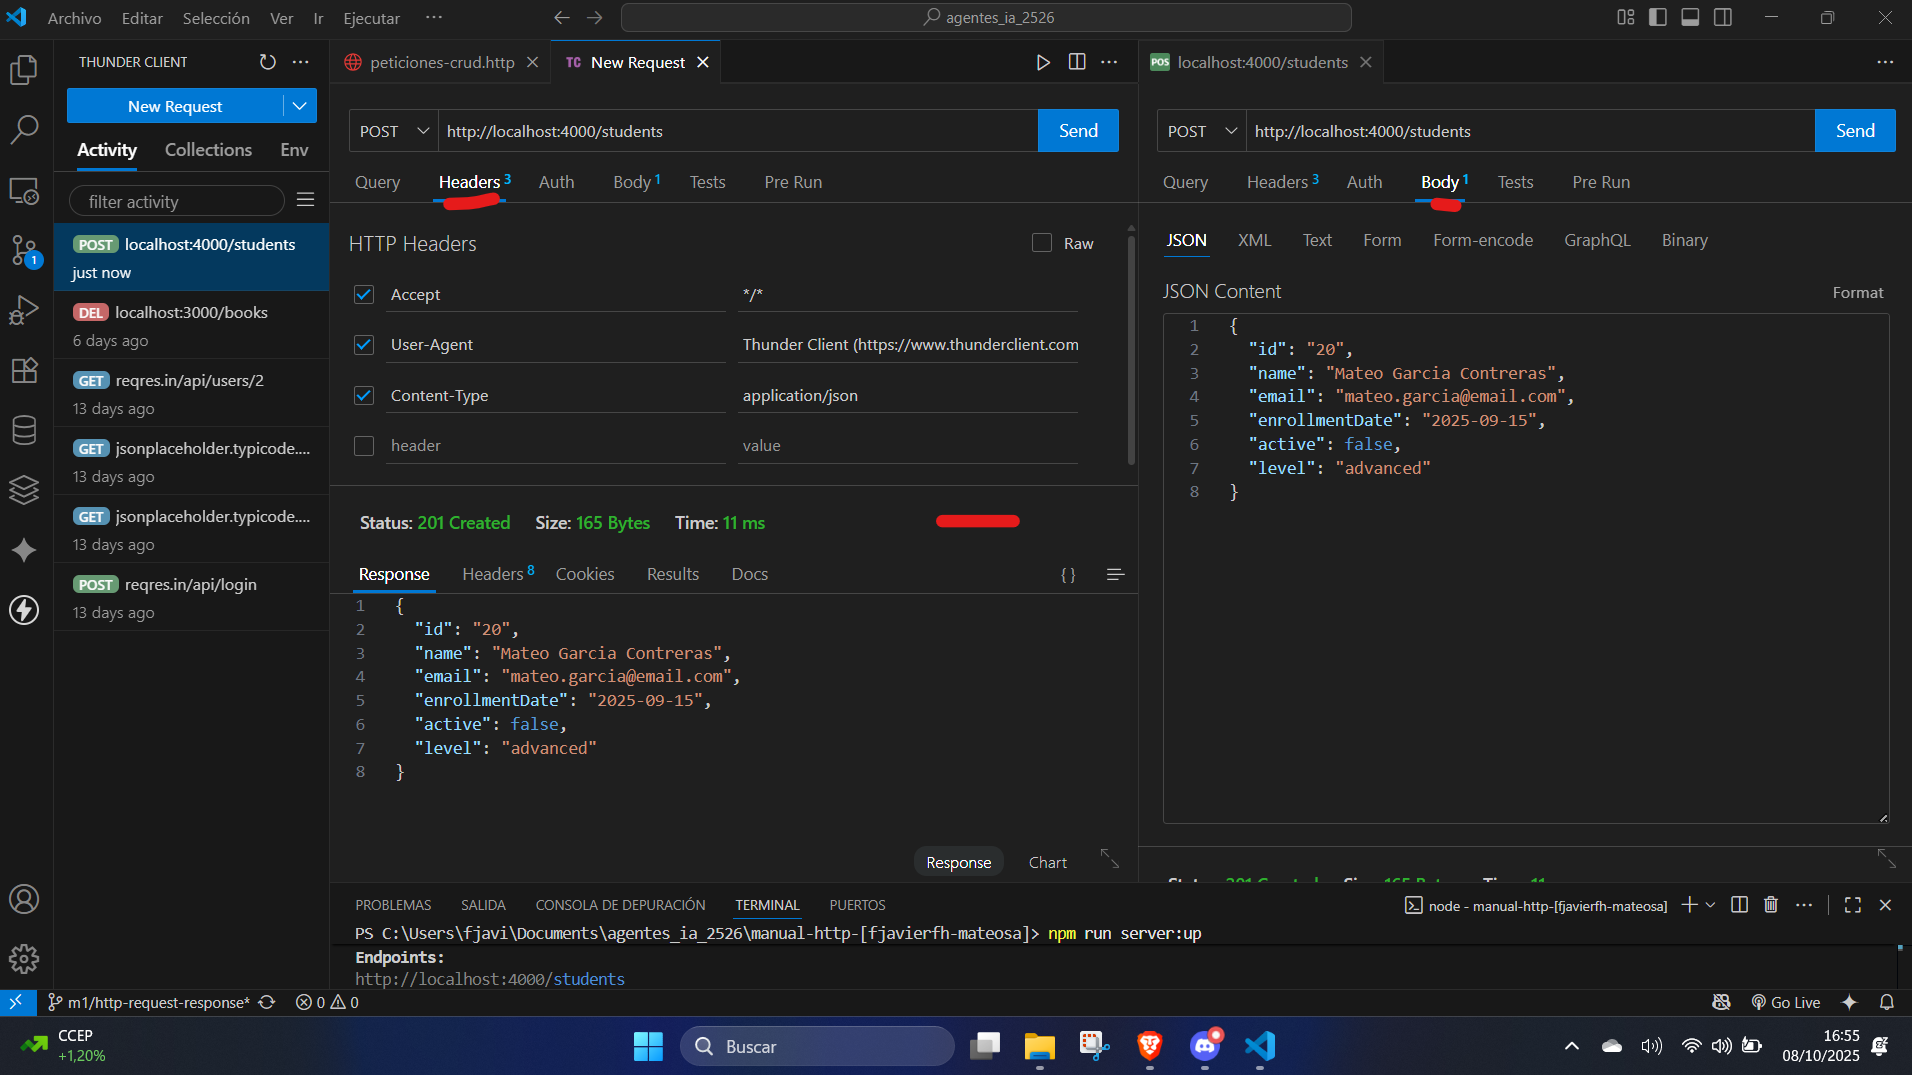 Archivo Editar Selección Ver Ir Ejecutar ···
agentes_ia_2526
THUNDER CLIENT
New Request
Activity Collections Env
filter activity
POST localhost:4000/students
just now
DEL localhost:3000/books
6 days ago
GET reqres.in/api/users/2
13 days ago
GET jsonplaceholder.typicode....
13 days ago
GET jsonplaceholder.typicode....
13 days ago
POST reqres.in/api/login
13 days ago
1
peticiones-crud.http
TC New Request
POST http://localhost:4000/students Send
Query Headers 3 Auth Body 1 Tests Pre Run
HTTP Headers Raw
Accept */*
User-Agent Thunder Client (https://www.thunderclient.com
Content-Type application/json
header value
Status: 201 Created Size: 165 Bytes Time: 11 ms
Response Headers 8 Cookies Results Docs { }
1 {
2 "id": "20",
3 "name": "Mateo Garcia Contreras",
4 "email": "mateo.garcia@email.com",
5 "enrollmentDate": "2025-09-15",
6 "active": false,
7 "level": "advanced"
8 }
Response Chart
POS localhost:4000/students
POST http://localhost:4000/students Send
Query Headers 3 Auth Body 1 Tests Pre Run
JSON XML Text Form Form-encode GraphQL Binary
JSON Content Format
1 {
2 "id": "20",
3 "name": "Mateo Garcia Contreras",
4 "email": "mateo.garcia@email.com",
5 "enrollmentDate": "2025-09-15",
6 "active": false,
7 "level": "advanced"
8 }
PROBLEMAS SALIDA CONSOLA DE DEPURACIÓN TERMINAL PUERTOS
node - manual-http-[fjavierfh-mateosa]
PS C:\Users\fjavi\Documents\agentes_ia_2526\manual-http-[fjavierfh-mateosa]> npm run server:up
Endpoints:
http://localhost:4000/students
m1/http-request-response* 0 0
Go Live
CCEP
+1,20%
Buscar
16:55
08/10/2025